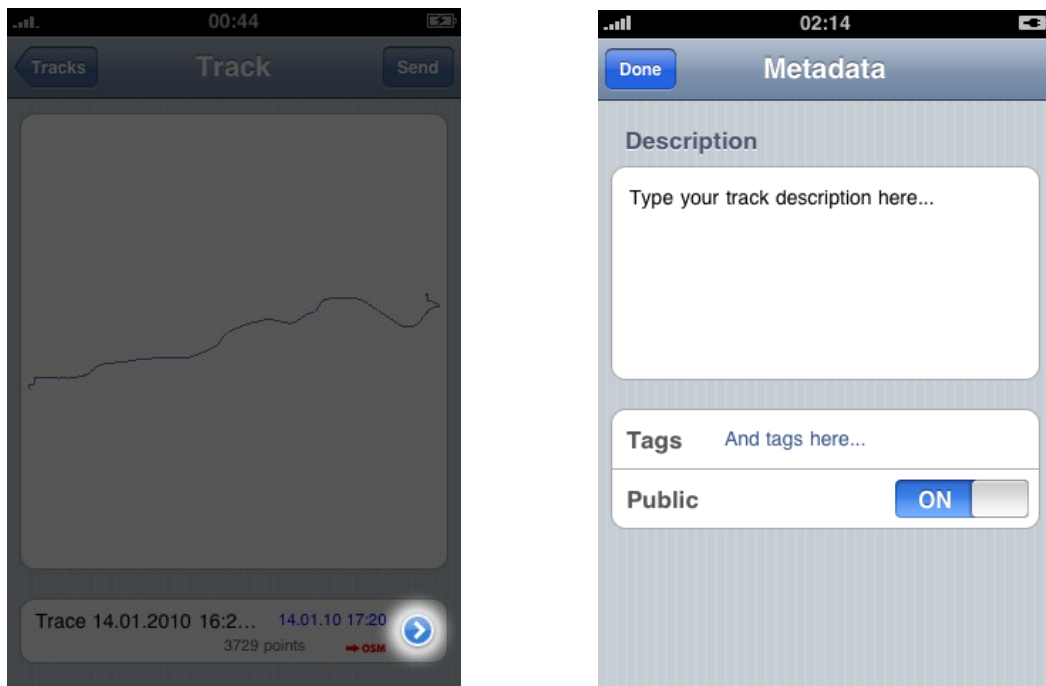 00:44
Tracks
Track
Send
Trace 14.01.2010 16:2... 14.01.10 17:20
3729 points
OSM
02:14
Done
Metadata
Description
Type your track description here...
Tags And tags here...
Public ON